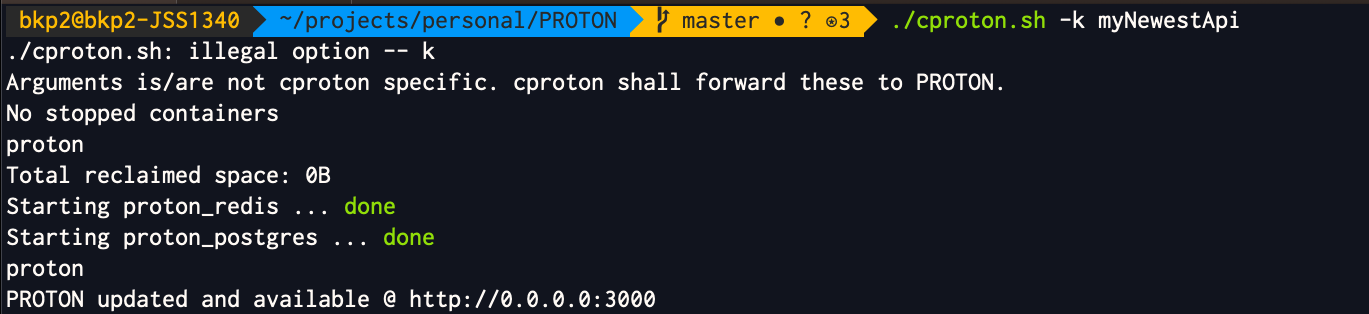 bkp2@bkp2-JSS1340 ~/projects/personal/PROTON master ● ? ⍟3 ./cproton.sh -k myNewestApi
./cproton.sh: illegal option -- k
Arguments is/are not cproton specific. cproton shall forward these to PROTON.
No stopped containers
proton
Total reclaimed space: 0B
Starting proton_redis ... done
Starting proton_postgres ... done
proton
PROTON updated and available @ http://0.0.0.0:3000